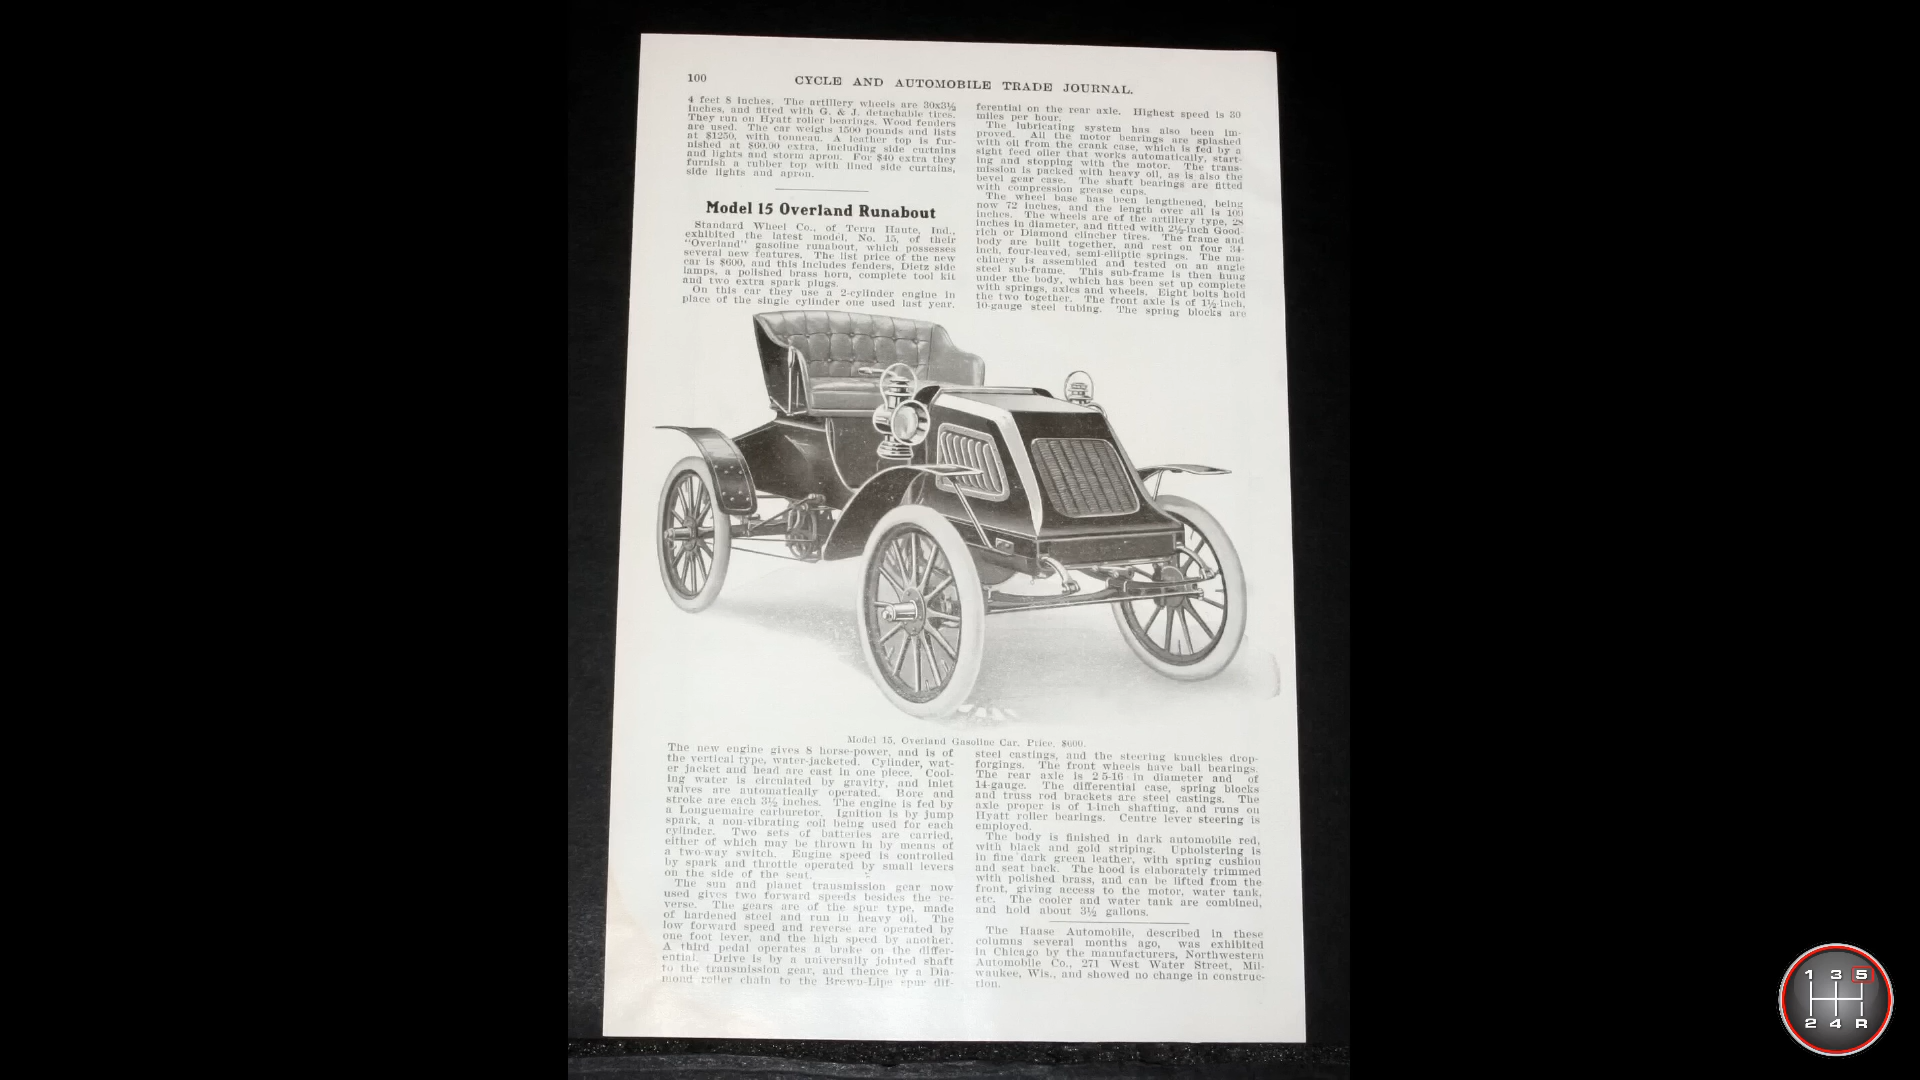 100
CYCLE AND AUTOMOBILE TRADE JOURNAL.
4 feet 8 inches. The artillery wheels are 30x3½
inches, and fitted with G. & J. detachable tires.
They run on Hyatt roller bearings. Wood fenders
are used. The car weighs 1500 pounds and lists
at $1250, with tonneau. A leather top is fur-
nished at $60.00 extra, including side curtains
and lights and storm apron. For $40 extra they
furnish a rubber top with lined side curtains,
side lights and apron.
Model 15 Overland Runabout
Standard Wheel Co., of Terra Haute, Ind.,
exhibited the latest model, No. 15, of their
"Overland" gasoline runabout, which possesses
several new features. The list price of the new
car is $600, and this includes fenders, Dietz side
lamps, a polished brass horn, complete tool kit
and two extra spark plugs.
On this car they use a 2-cylinder engine in
place of the single cylinder one used last year.
ferential on the rear axle. Highest speed is 30
miles per hour.
The lubricating system has also been im-
proved. All the motor bearings are splashed
with oil from the crank case, which is fed by a
sight feed oiler that works automatically, start-
ing and stopping with the motor. The trans-
mission is packed with heavy oil, as is also the
bevel gear case. The shaft bearings are fitted
with compression grease cups.
The wheel base has been lengthened, being
now 72 inches, and the length over all is 109
inches. The wheels are of the artillery type, 28
inches in diameter, and fitted with 2½-inch Good-
rich or Diamond clincher tires. The frame and
body are built together, and rest on four 34-
inch, four-leaved, semi-elliptic springs. The ma-
chinery is assembled and tested on an angle
steel sub-frame. This sub-frame is then hung
under the body, which has been set up complete
with springs, axles and wheels. Eight bolts hold
the two together. The front axle is of 1½-inch,
10-gauge steel tubing. The spring blocks are
Model 15, Overland Gasoline Car. Price, $600.
The new engine gives 8 horse-power, and is of
the vertical type, water-jacketed. Cylinder, wat-
er jacket and head are cast in one piece. Cool-
ing water is circulated by gravity, and inlet
valves are automatically operated. Bore and
stroke are each 3½ inches. The engine is fed by
a Longuemaire carburetor. Ignition is by jump
spark, a non-vibrating coil being used for each
cylinder. Two sets of batteries are carried,
either of which may be thrown in by means of
a two-way switch. Engine speed is controlled
by spark and throttle operated by small levers
on the side of the seat.
The sun and planet transmission gear now
used gives two forward speeds besides the re-
verse. The gears are of the spur type, made
of hardened steel and run in heavy oil. The
low forward speed and reverse are operated by
one foot lever, and the high speed by another.
A third pedal operates a brake on the differ-
ential. Drive is by a universally jointed shaft
to the transmission gear, and thence by a Dia-
mond roller chain to the Brown-Lipe spur dif-
steel castings, and the steering knuckles drop-
forgings. The front wheels have ball bearings.
The rear axle is 2 5-16 in diameter and of
14-gauge. The differential case, spring blocks
and truss rod brackets are steel castings. The
axle proper is of 1-inch shafting, and runs on
Hyatt roller bearings. Centre lever steering is
employed.
The body is finished in dark automobile red,
with black and gold striping. Upholstering is
in fine dark green leather, with spring cushion
and seat back. The hood is elaborately trimmed
with polished brass, and can be lifted from the
front, giving access to the motor, water tank,
etc. The cooler and water tank are combined,
and hold about 3½ gallons.
The Haase Automobile, described in these
columns several months ago, was exhibited
in Chicago by the manufacturers, Northwestern
Automobile Co., 271 West Water Street, Mil-
waukee, Wis., and showed no change in construc-
tion.
1 3 5
2 4 R